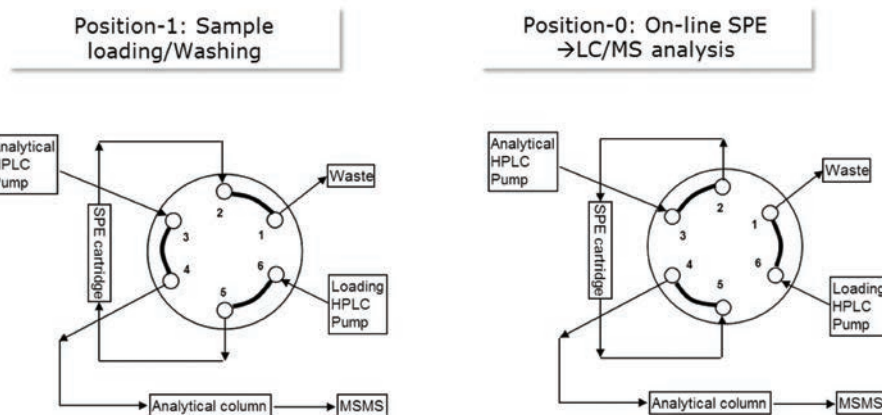 Position-1: Sample
loading/Washing
Position-0: On-line SPE
→LC/MS analysis
nalytical
HPLC
Pump
Waste
SPE cartridge
2
1
3
4
6
5
Loading
HPLC
Pump
Analytical column
MSMS
Analytical
HPLC
Pump
Waste
SPE cartridge
2
1
3
4
6
5
Loading
HPLC
Pump
Analytical column
MSMS